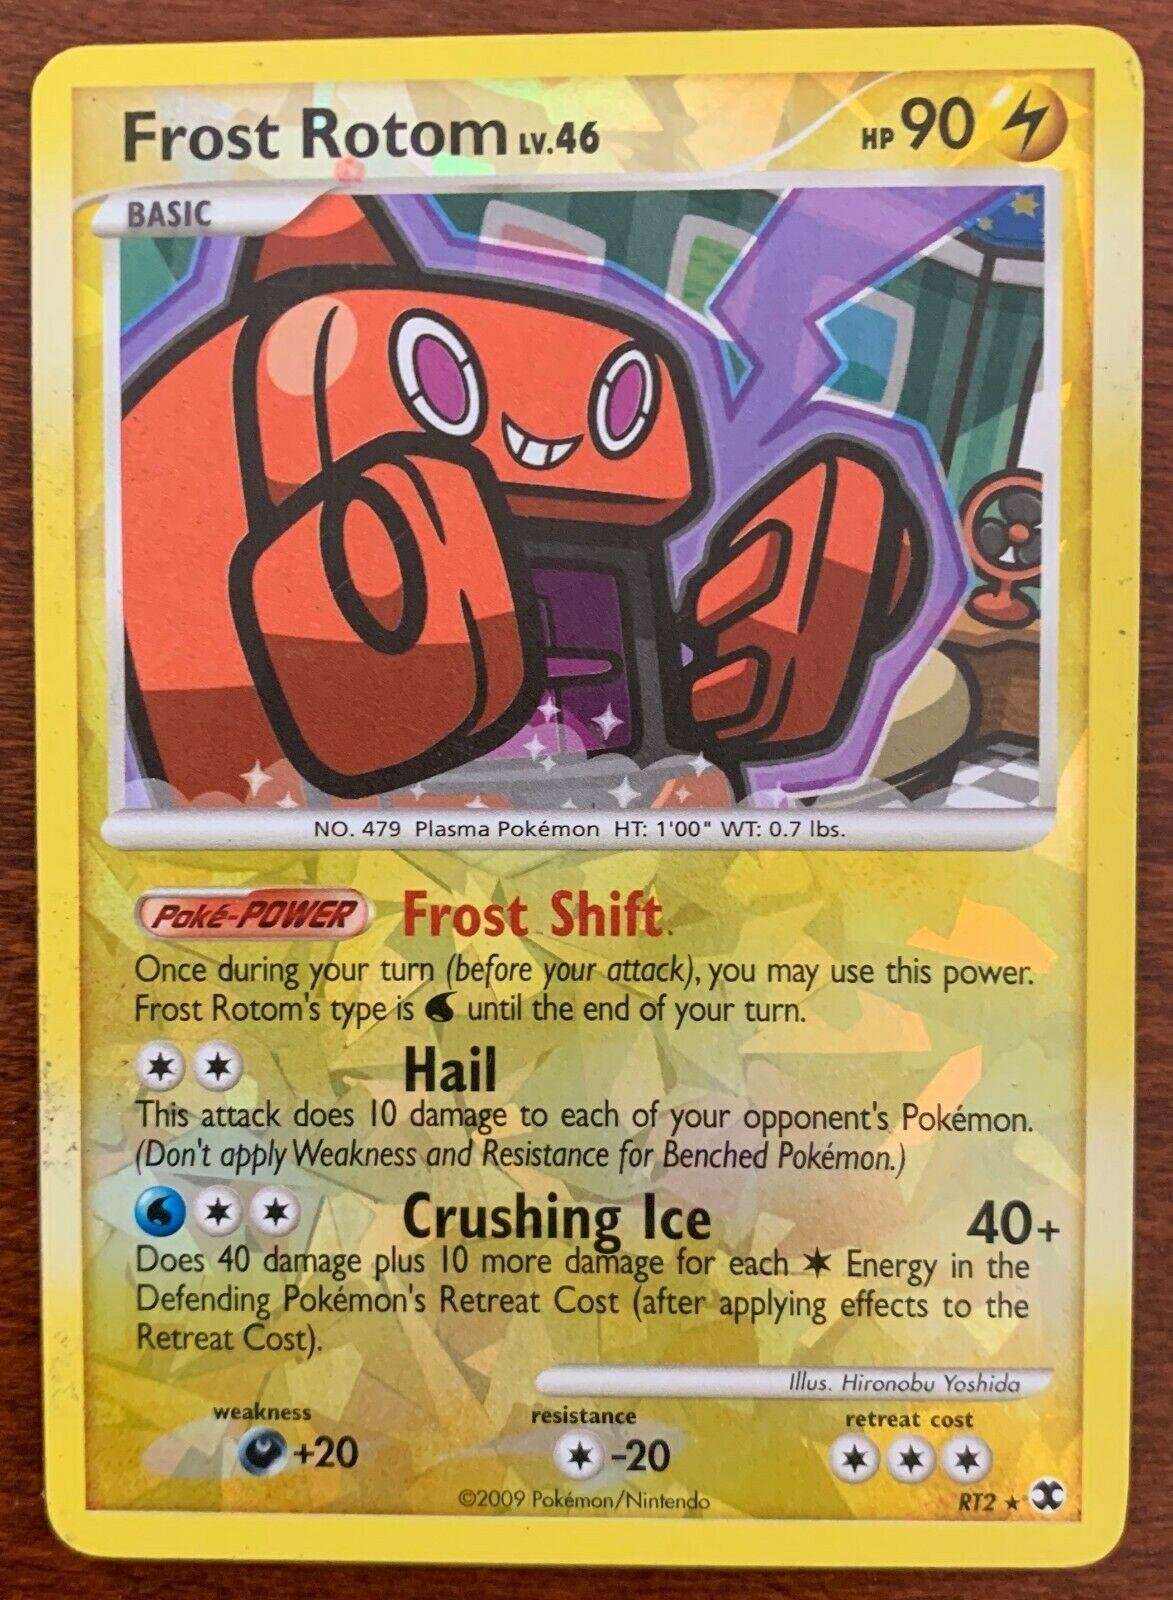 Frost Rotom LV.46 HP 90
BASIC
NO. 479 Plasma Pokémon HT: 1'00" WT: 0.7 lbs.
Poké-POWER Frost Shift
Once during your turn (before your attack), you may use this power.
Frost Rotom's type is until the end of your turn.
Hail
This attack does 10 damage to each of your opponent's Pokémon.
(Don't apply Weakness and Resistance for Benched Pokémon.)
Crushing Ice 40+
Does 40 damage plus 10 more damage for each Energy in the
Defending Pokémon's Retreat Cost (after applying effects to the
Retreat Cost).
Illus. Hironobu Yoshida
weakness resistance retreat cost
+20 -20
©2009 Pokémon/Nintendo RT2